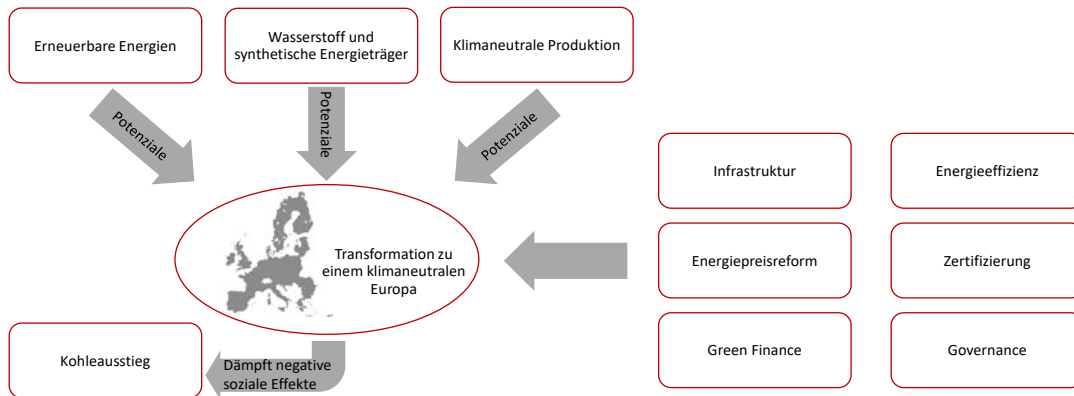 Erneuerbare Energien
Wasserstoff und
synthetische Energieträger
Klimaneutrale Produktion
Potenziale
Potenziale
Potenziale
Infrastruktur
Energieeffizienz
Transformation zu
einem klimaneutralen
Europa
Energiepreisreform
Zertifizierung
Kohleausstieg
Dämpft negative
soziale Effekte
Green Finance
Governance